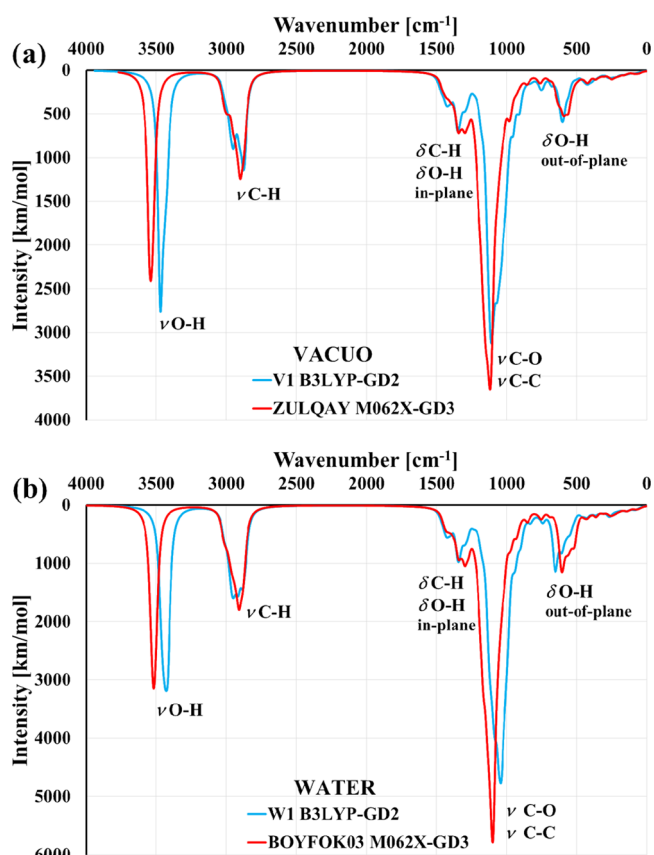 Wavenumber [cm-1]
4000 3500 3000 2500 2000 1500 1000 500 0
(a)
Intensity [km/mol]
0
500
1000
1500
2000
2500
3000
3500
4000
νO-H
νC-H
δC-H
δO-H
in-plane
δO-H
out-of-plane
νC-O
νC-C
VACUO
V1 B3LYP-GD2
ZULQAY M062X-GD3
Wavenumber [cm-1]
4000 3500 3000 2500 2000 1500 1000 500 0
(b)
Intensity [km/mol]
0
1000
2000
3000
4000
5000
6000
νO-H
νC-H
δC-H
δO-H
in-plane
δO-H
out-of-plane
ν C-O
ν C-C
WATER
W1 B3LYP-GD2
BOYFOK03 M062X-GD3